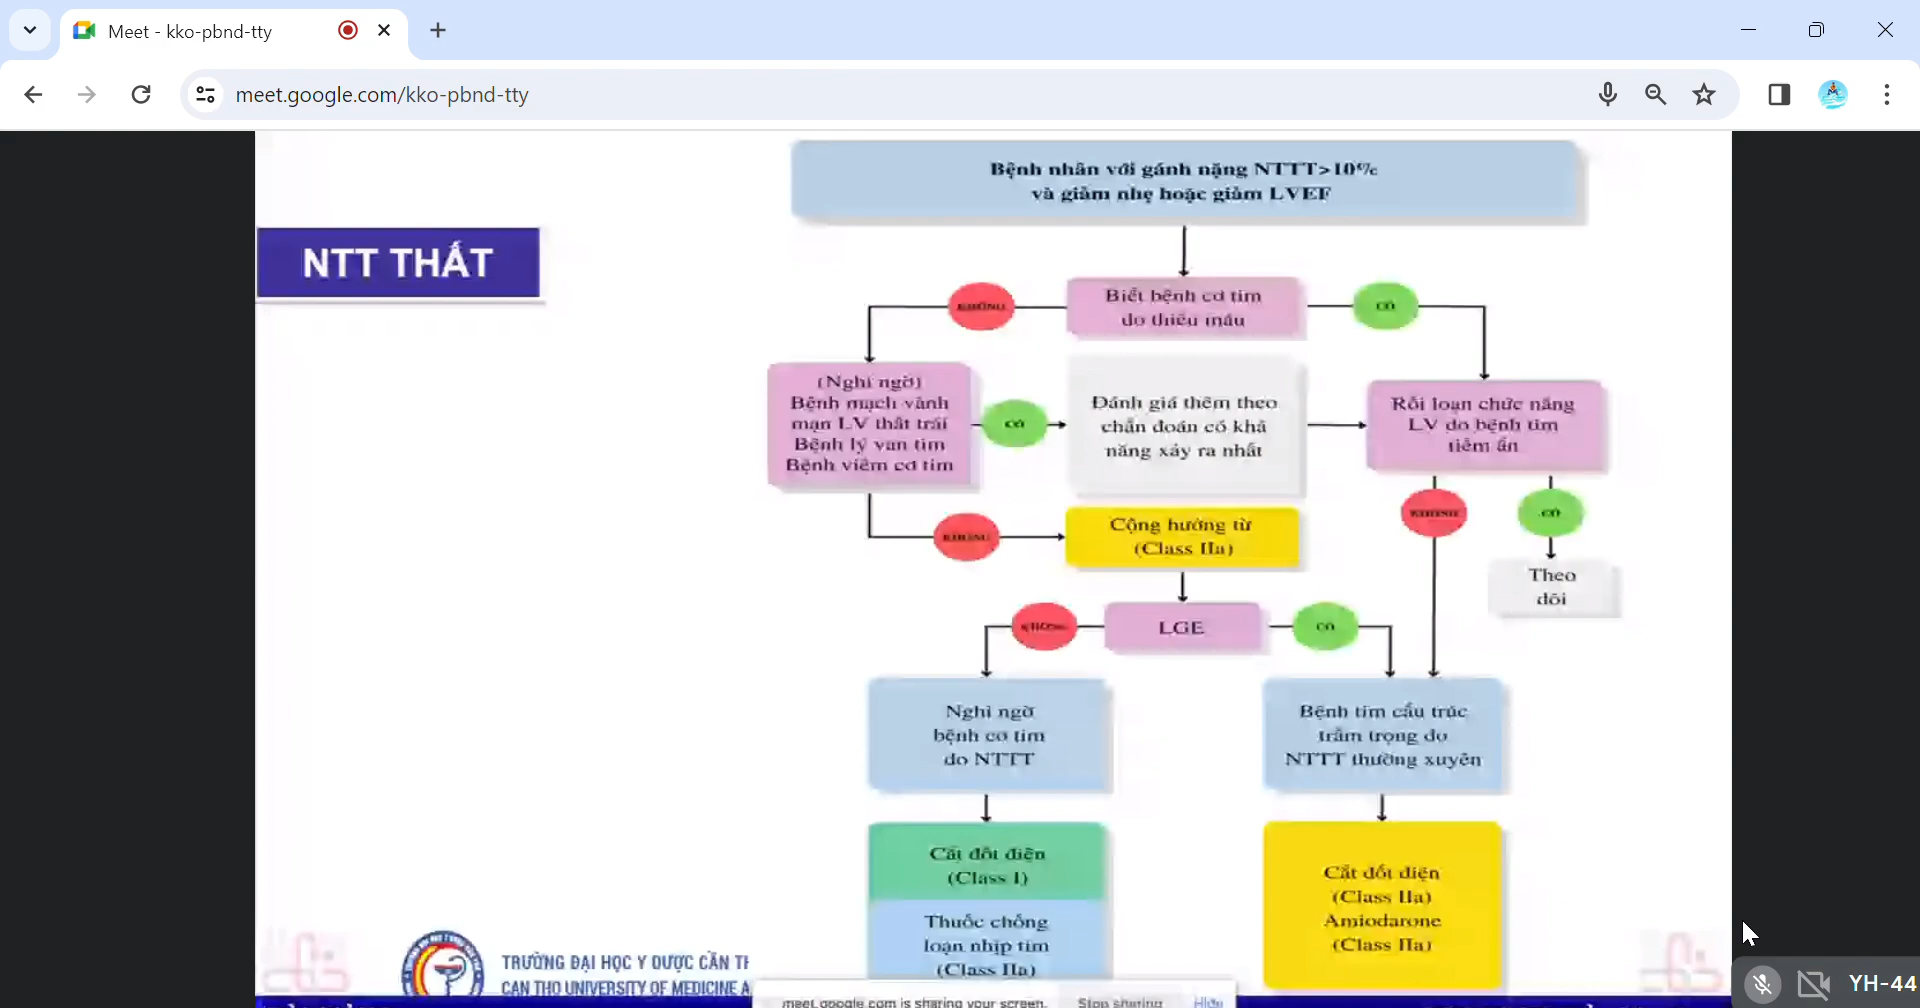 Meet - kko-pbnd-tty
meet.google.com/kko-pbnd-tty
Bệnh nhân với gánh nặng NTTT>10%
và giảm nhẹ hoặc giảm LVEF
NTT THẤT
KHÔNG
Biết bệnh cơ tim
do thiếu máu
CÓ
(Nghi ngờ)
Bệnh mạch vành
mạn LV thất trái
Bệnh lý van tim
Bệnh viêm cơ tim
CÓ
Đánh giá thêm theo
chẩn đoán có khả
năng xảy ra nhất
Rối loạn chức năng
LV do bệnh tim
tiềm ẩn
KHÔNG
CÓ
KHÔNG
Cộng hưởng từ
(Class IIa)
Theo
dõi
KHÔNG
LGE
CÓ
Nghi ngờ
bệnh cơ tim
do NTTT
Bệnh tim cấu trúc
trầm trọng do
NTTT thường xuyên
Cắt đốt điện
(Class I)
Thuốc chống
loạn nhịp tim
(Class IIa)
Cắt đốt điện
(Class IIa)
Amiodarone
(Class IIa)
TRƯỜNG ĐẠI HỌC Y DƯỢC CẦN TH
CAN THO UNIVERSITY OF MEDICINE A
meet.google.com is sharing your screen.
Stop sharing
Hide
YH-44